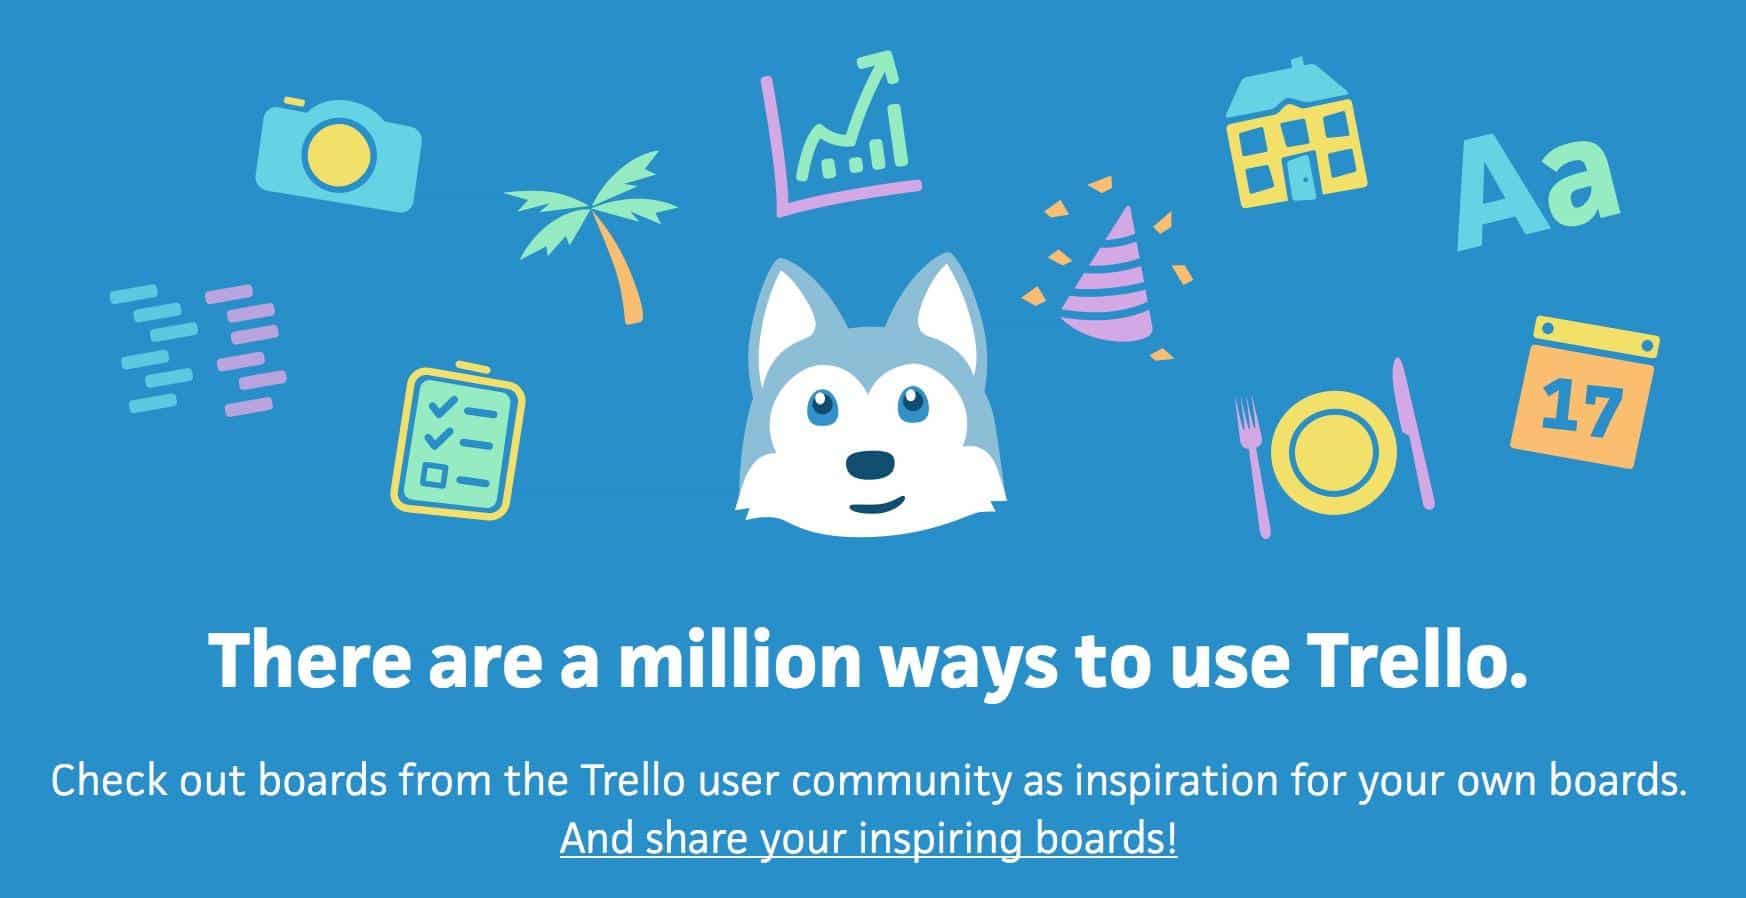 Aa
17
There are a million ways to use Trello.
Check out boards from the Trello user community as inspiration for your own boards.
And share your inspiring boards!